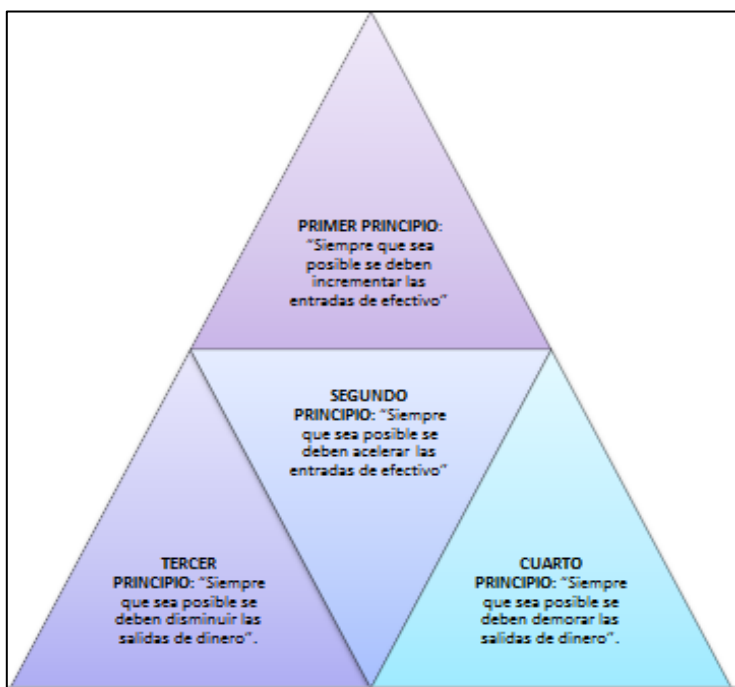 PRIMER PRINCIPIO:
“Siempre que sea
posible se deben
incrementar las
entradas de efectivo”
SEGUNDO
PRINCIPIO: “Siempre
que sea posible se
deben acelerar las
entradas de efectivo”
TERCER
PRINCIPIO: “Siempre
que sea posible se
deben disminuir las
salidas de dinero”.
CUARTO
PRINCIPIO: “Siempre
que sea posible se
deben demorar las
salidas de dinero”.